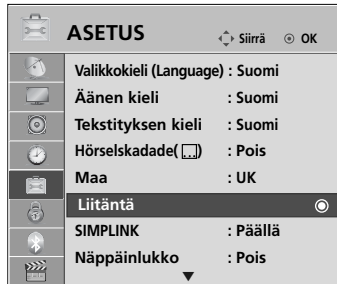 ASETUS Siirrä OK
Valikkokieli (Language) : Suomi
Äänen kieli : Suomi
Tekstityksen kieli : Suomi
Hörselskadade( ) : Pois
Maa : UK
Liitäntä
SIMPLINK : Päällä
Näppäinlukko : Pois